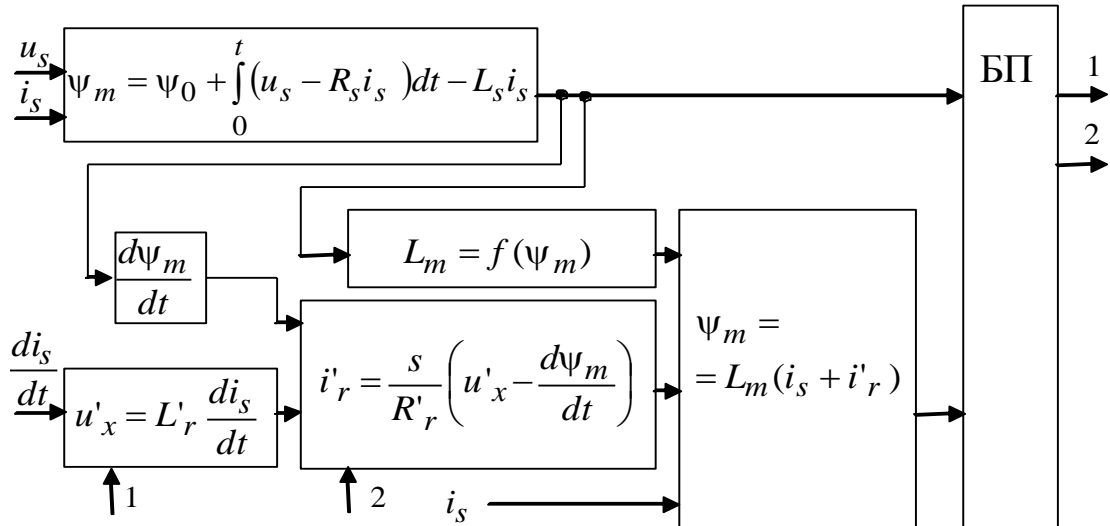 u_s
i_s
ψ_m = ψ_0 + ∫_0^t (u_s − R_s i_s )dt − L_s i_s
БП
1
2
L_m = f(ψ_m)
dψ_m/dt
i'_r = s/R'_r (u'_x − dψ_m/dt)
ψ_m =
= L_m(i_s + i'_r)
di_s/dt
u'_x = L'_r di_s/dt
1
2
i_s